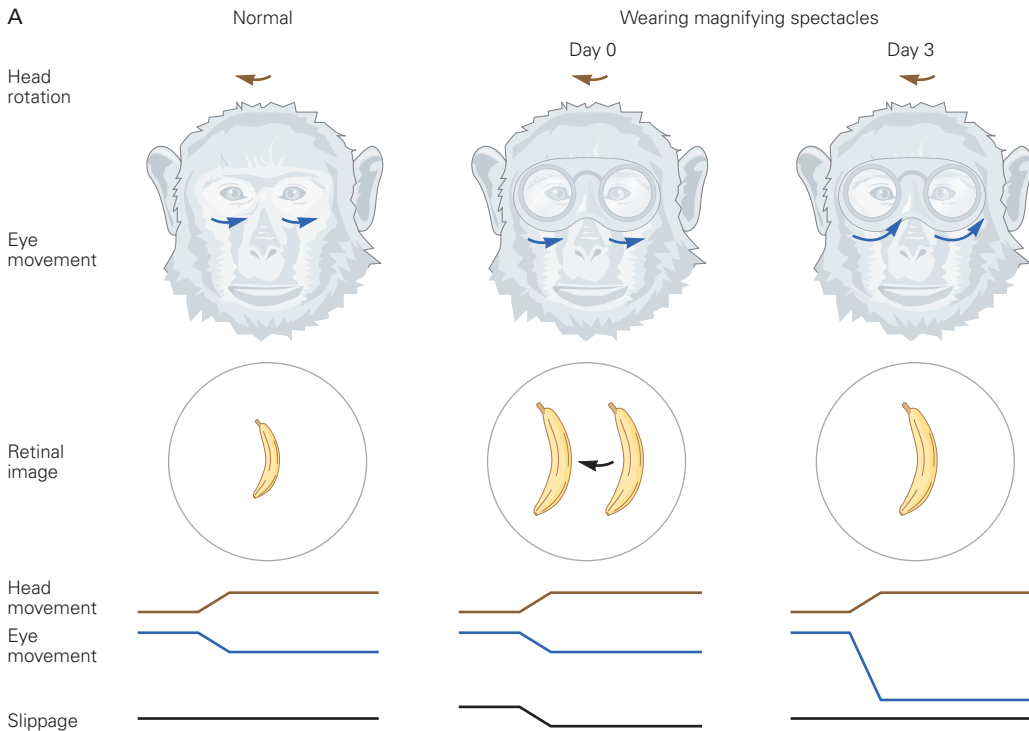 A
Normal
Wearing magnifying spectacles
Day 0
Day 3
Head
rotation
Eye
movement
Retinal
image
Head
movement
Eye
movement
Slippage